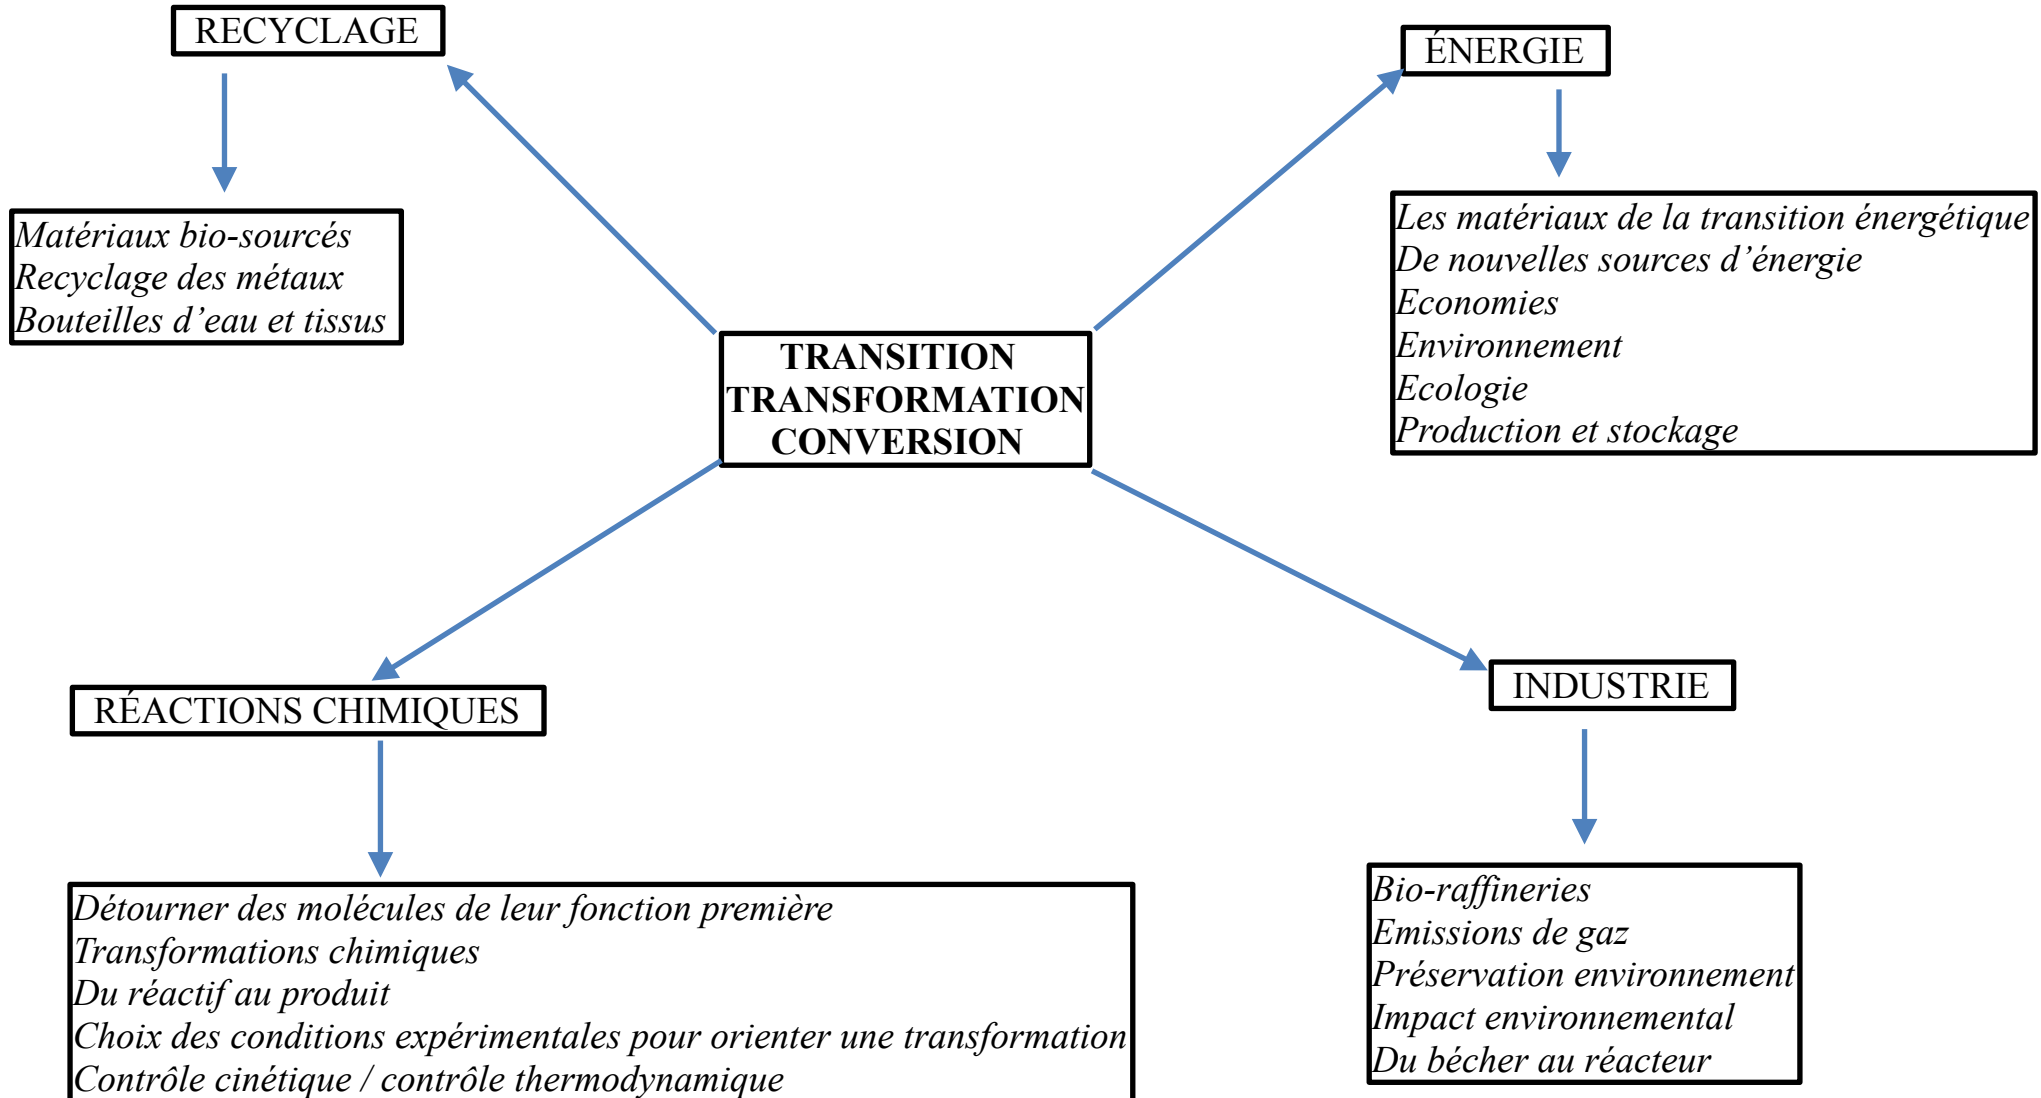 RECYCLAGE
ÉNERGIE
Matériaux bio-sourcés
Recyclage des métaux
Bouteilles d’eau et tissus
Les matériaux de la transition énergétique
De nouvelles sources d’énergie
Economies
Environnement
Ecologie
Production et stockage
TRANSITION
TRANSFORMATION
CONVERSION
RÉACTIONS CHIMIQUES
INDUSTRIE
Détourner des molécules de leur fonction première
Transformations chimiques
Du réactif au produit
Choix des conditions expérimentales pour orienter une transformation
Contrôle cinétique / contrôle thermodynamique
Bio-raffineries
Emissions de gaz
Préservation environnement
Impact environnemental
Du bécher au réacteur